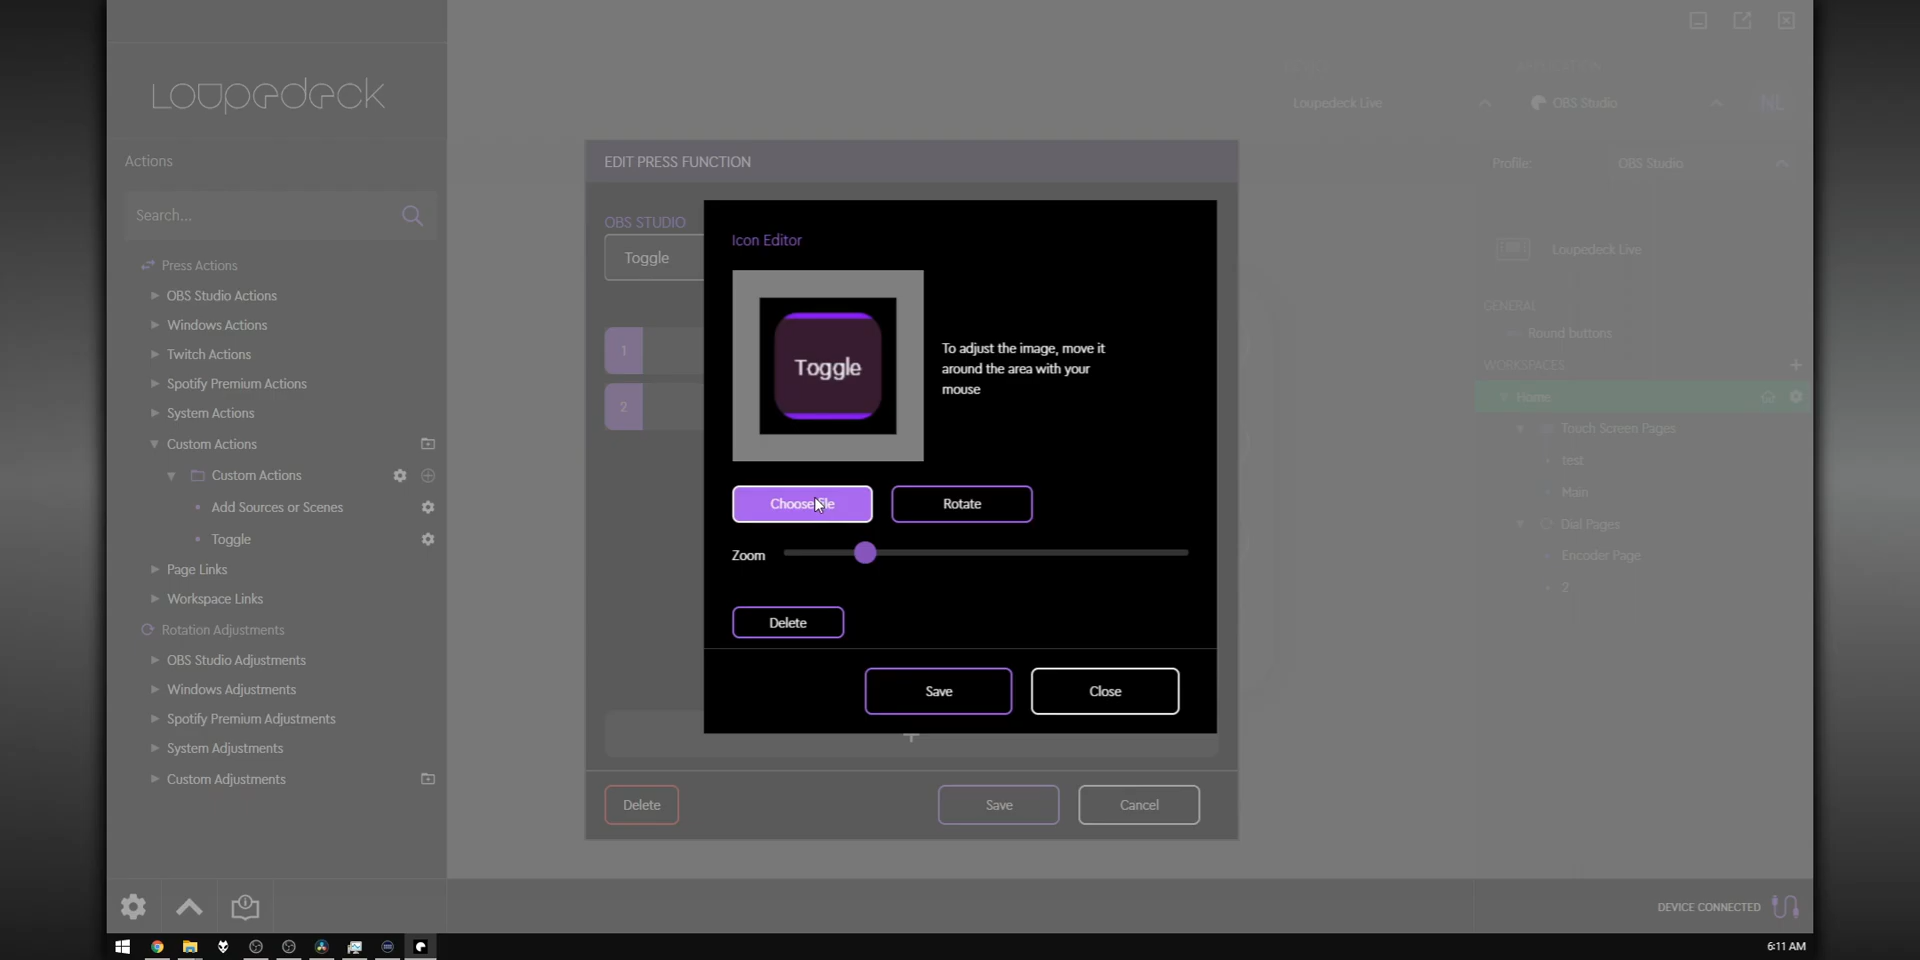 Loupedeck
Loupedeck Live
OBS Studio
NL
Actions
Search...
Press Actions
OBS Studio Actions
Windows Actions
Twitch Actions
Spotify Premium Actions
System Actions
Custom Actions
Custom Actions
Add Sources or Scenes
Toggle
Page Links
Workspace Links
Rotation Adjustments
OBS Studio Adjustments
Windows Adjustments
Spotify Premium Adjustments
System Adjustments
Custom Adjustments
EDIT PRESS FUNCTION
OBS STUDIO
Toggle
1
2
Icon Editor
Toggle
To adjust the image, move it
around the area with your
mouse
Rotate
Zoom
Delete
Save
Close
Delete
Save
Cancel
Profile:
OBS Studio
Loupedeck Live
GENERAL
Round buttons
WORKSPACES
Home
Touch Screen Pages
test
Main
Dial Pages
Encoder Page
2
DEVICE CONNECTED
6:11 AM